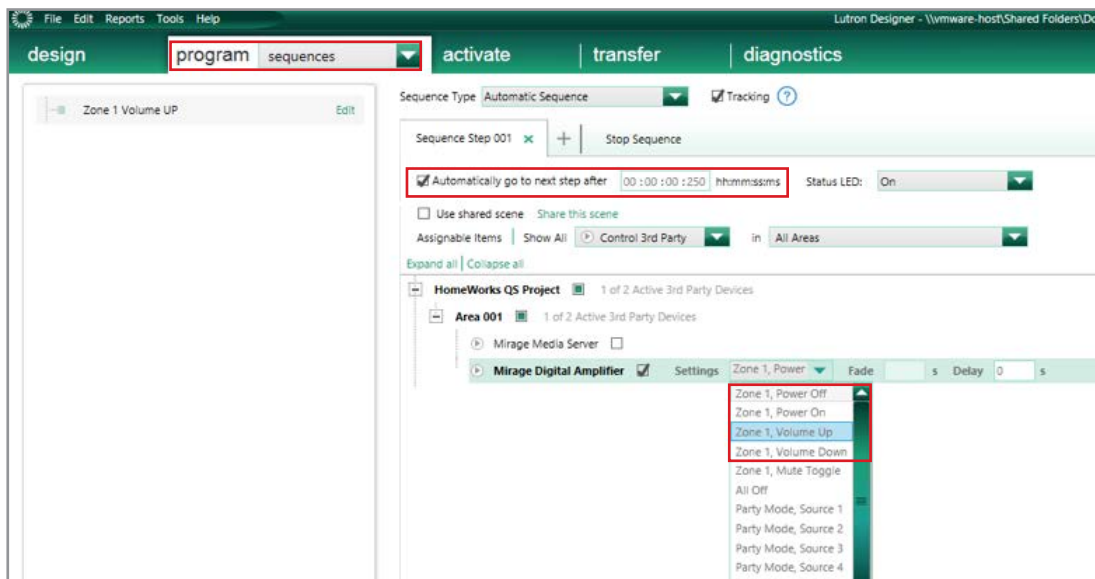 File Edit Reports Tools Help
Lutron Designer - \\vmware-host\Shared Folders\Do
design program sequences activate transfer diagnostics
Zone 1 Volume UP Edit
Sequence Type Automatic Sequence Tracking ?
Sequence Step 001 × + Stop Sequence
Automatically go to next step after 00 :00 :00 :250 hh:mm:ss:ms Status LED: On
Use shared scene Share this scene
Assignable Items Show All Control 3rd Party in All Areas
Expand all Collapse all
HomeWorks QS Project 1 of 2 Active 3rd Party Devices
Area 001 1 of 2 Active 3rd Party Devices
Mirage Media Server
Mirage Digital Amplifier Settings Zone 1, Power Fade s Delay 0 s
Zone 1, Power Off
Zone 1, Power On
Zone 1, Volume Up
Zone 1, Volume Down
Zone 1, Mute Toggle
All Off
Party Mode, Source 1
Party Mode, Source 2
Party Mode, Source 3
Party Mode, Source 4